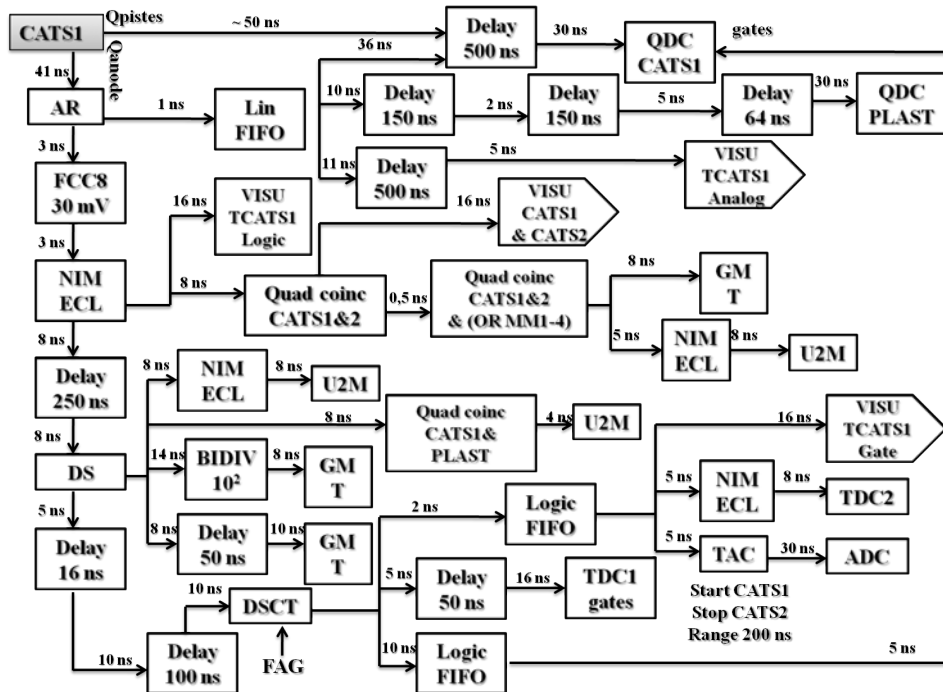 Qpistes
~ 50 ns
CATS1
Qanode
36 ns
Delay
500 ns
30 ns
QDC
CATS1
gates
41 ns
AR
1 ns
Lin
FIFO
10 ns
Delay
150 ns
2 ns
Delay
150 ns
5 ns
Delay
64 ns
30 ns
QDC
PLAST
3 ns
FCC8
30 mV
11 ns
Delay
500 ns
5 ns
VISU
TCATS1
Analog
16 ns
VISU
TCATS1
Logic
16 ns
VISU
CATS1
& CATS2
3 ns
NIM
ECL
8 ns
Quad coinc
CATS1&2
0,5 ns
Quad coinc
CATS1&2
& (OR MM1-4)
8 ns
GM
T
5 ns
NIM
ECL
8 ns
U2M
8 ns
Delay
250 ns
8 ns
NIM
ECL
8 ns
U2M
8 ns
Quad coinc
CATS1&
PLAST
4 ns
U2M
16 ns
VISU
TCATS1
Gate
8 ns
DS
14 ns
BIDIV
10²
8 ns
GM
T
2 ns
Logic
FIFO
5 ns
NIM
ECL
8 ns
TDC2
5 ns
Delay
16 ns
8 ns
Delay
50 ns
10 ns
GM
T
5 ns
TAC
30 ns
ADC
Start CATS1
Stop CATS2
Range 200 ns
10 ns
DSCT
5 ns
Delay
50 ns
16 ns
TDC1
gates
10 ns
Delay
100 ns
FAG
10 ns
Logic
FIFO
5 ns